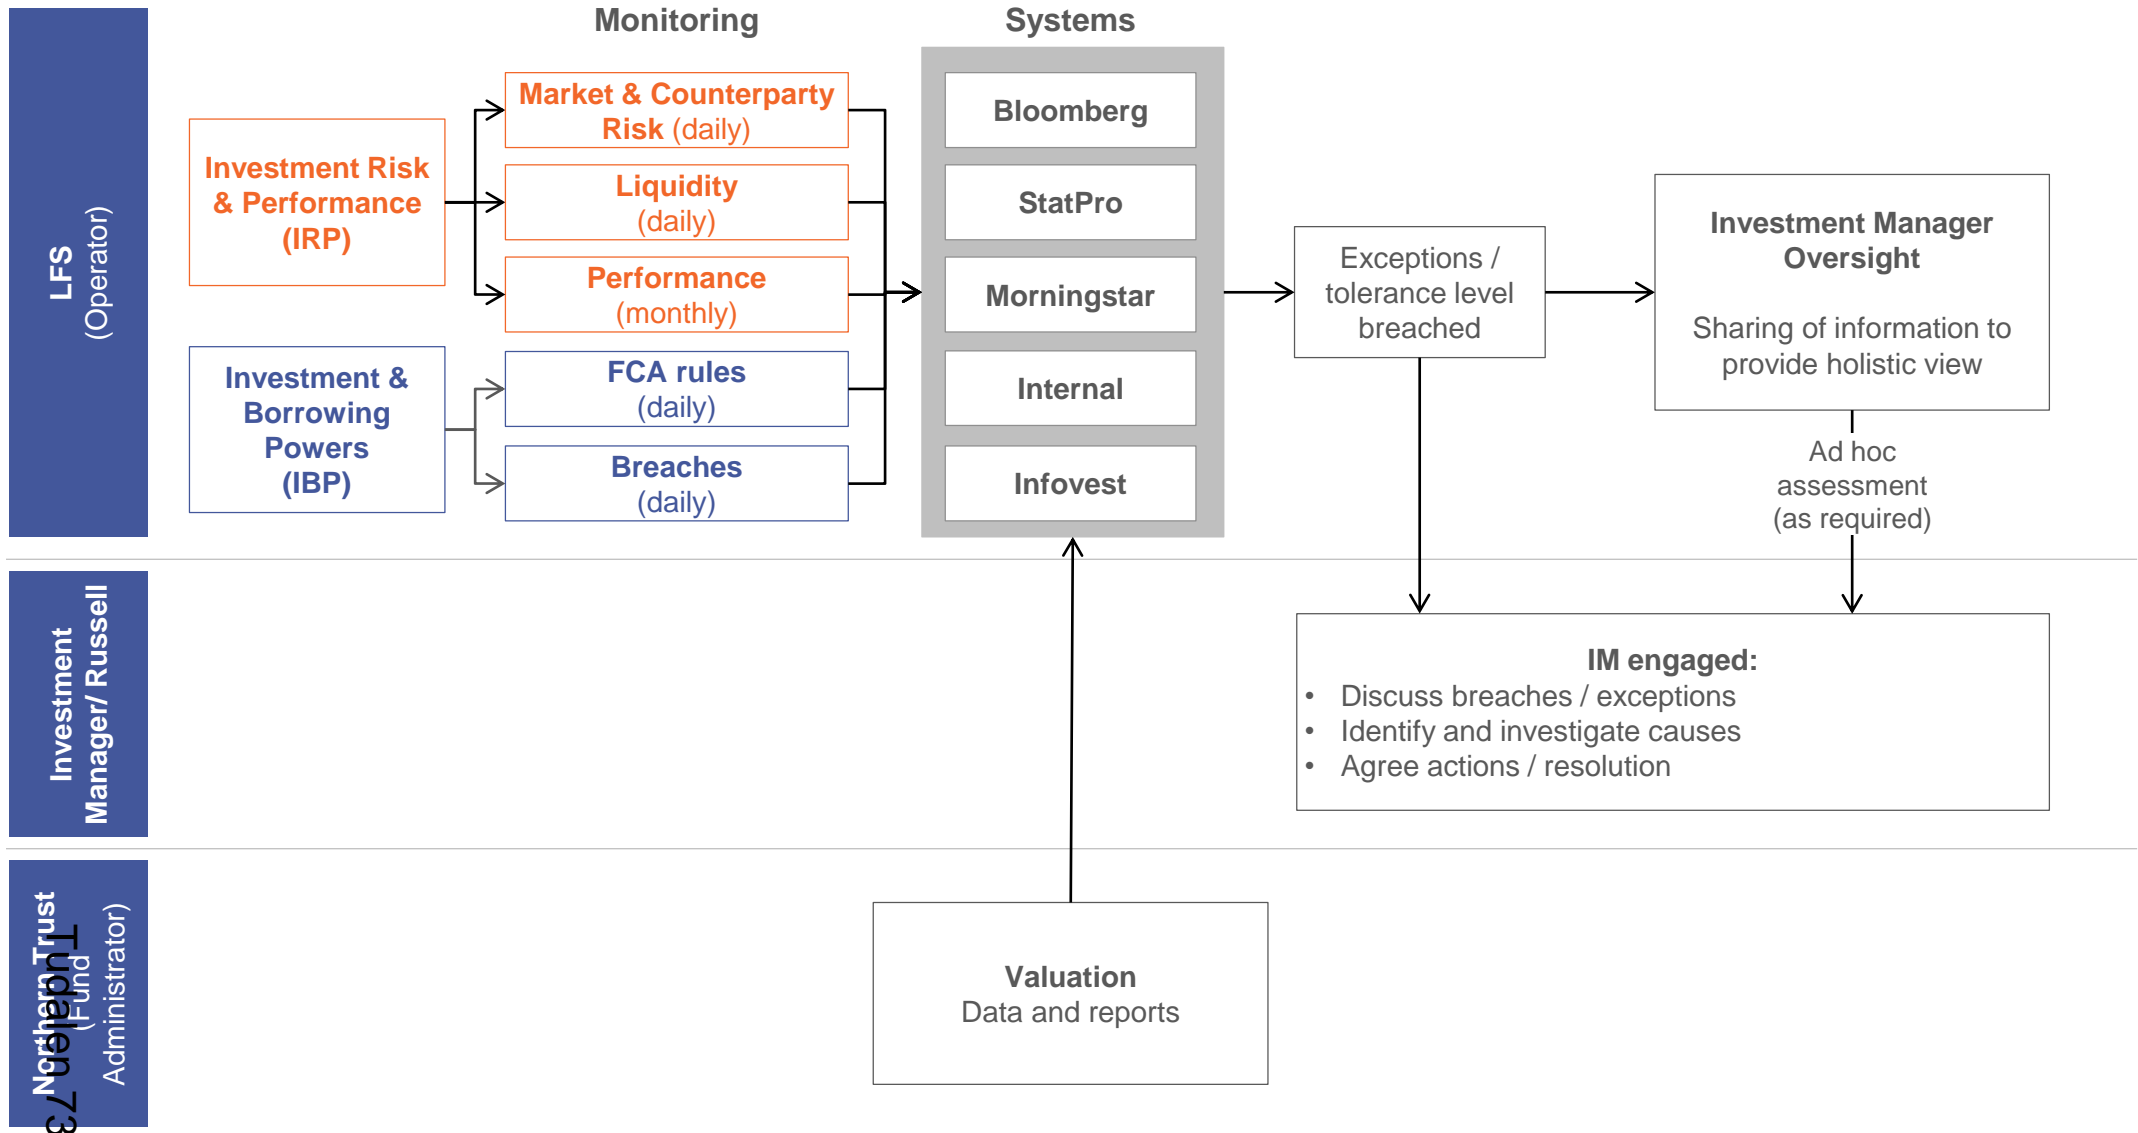 Monitoring
Systems
LFS
(Operator)
Investment Risk
& Performance
(IRP)
Market & Counterparty
Risk (daily)
Liquidity
(daily)
Performance
(monthly)
Investment &
Borrowing
Powers
(IBP)
FCA rules
(daily)
Breaches
(daily)
Bloomberg
StatPro
Morningstar
Internal
Infovest
Exceptions /
tolerance level
breached
Investment Manager
Oversight
Sharing of information to
provide holistic view
Ad hoc
assessment
(as required)
Investment
Manager/ Russell
IM engaged:
• Discuss breaches / exceptions
• Identify and investigate causes
• Agree actions / resolution
Northern Trust
(Fund
Administrator)
Tudalen 73
Valuation
Data and reports